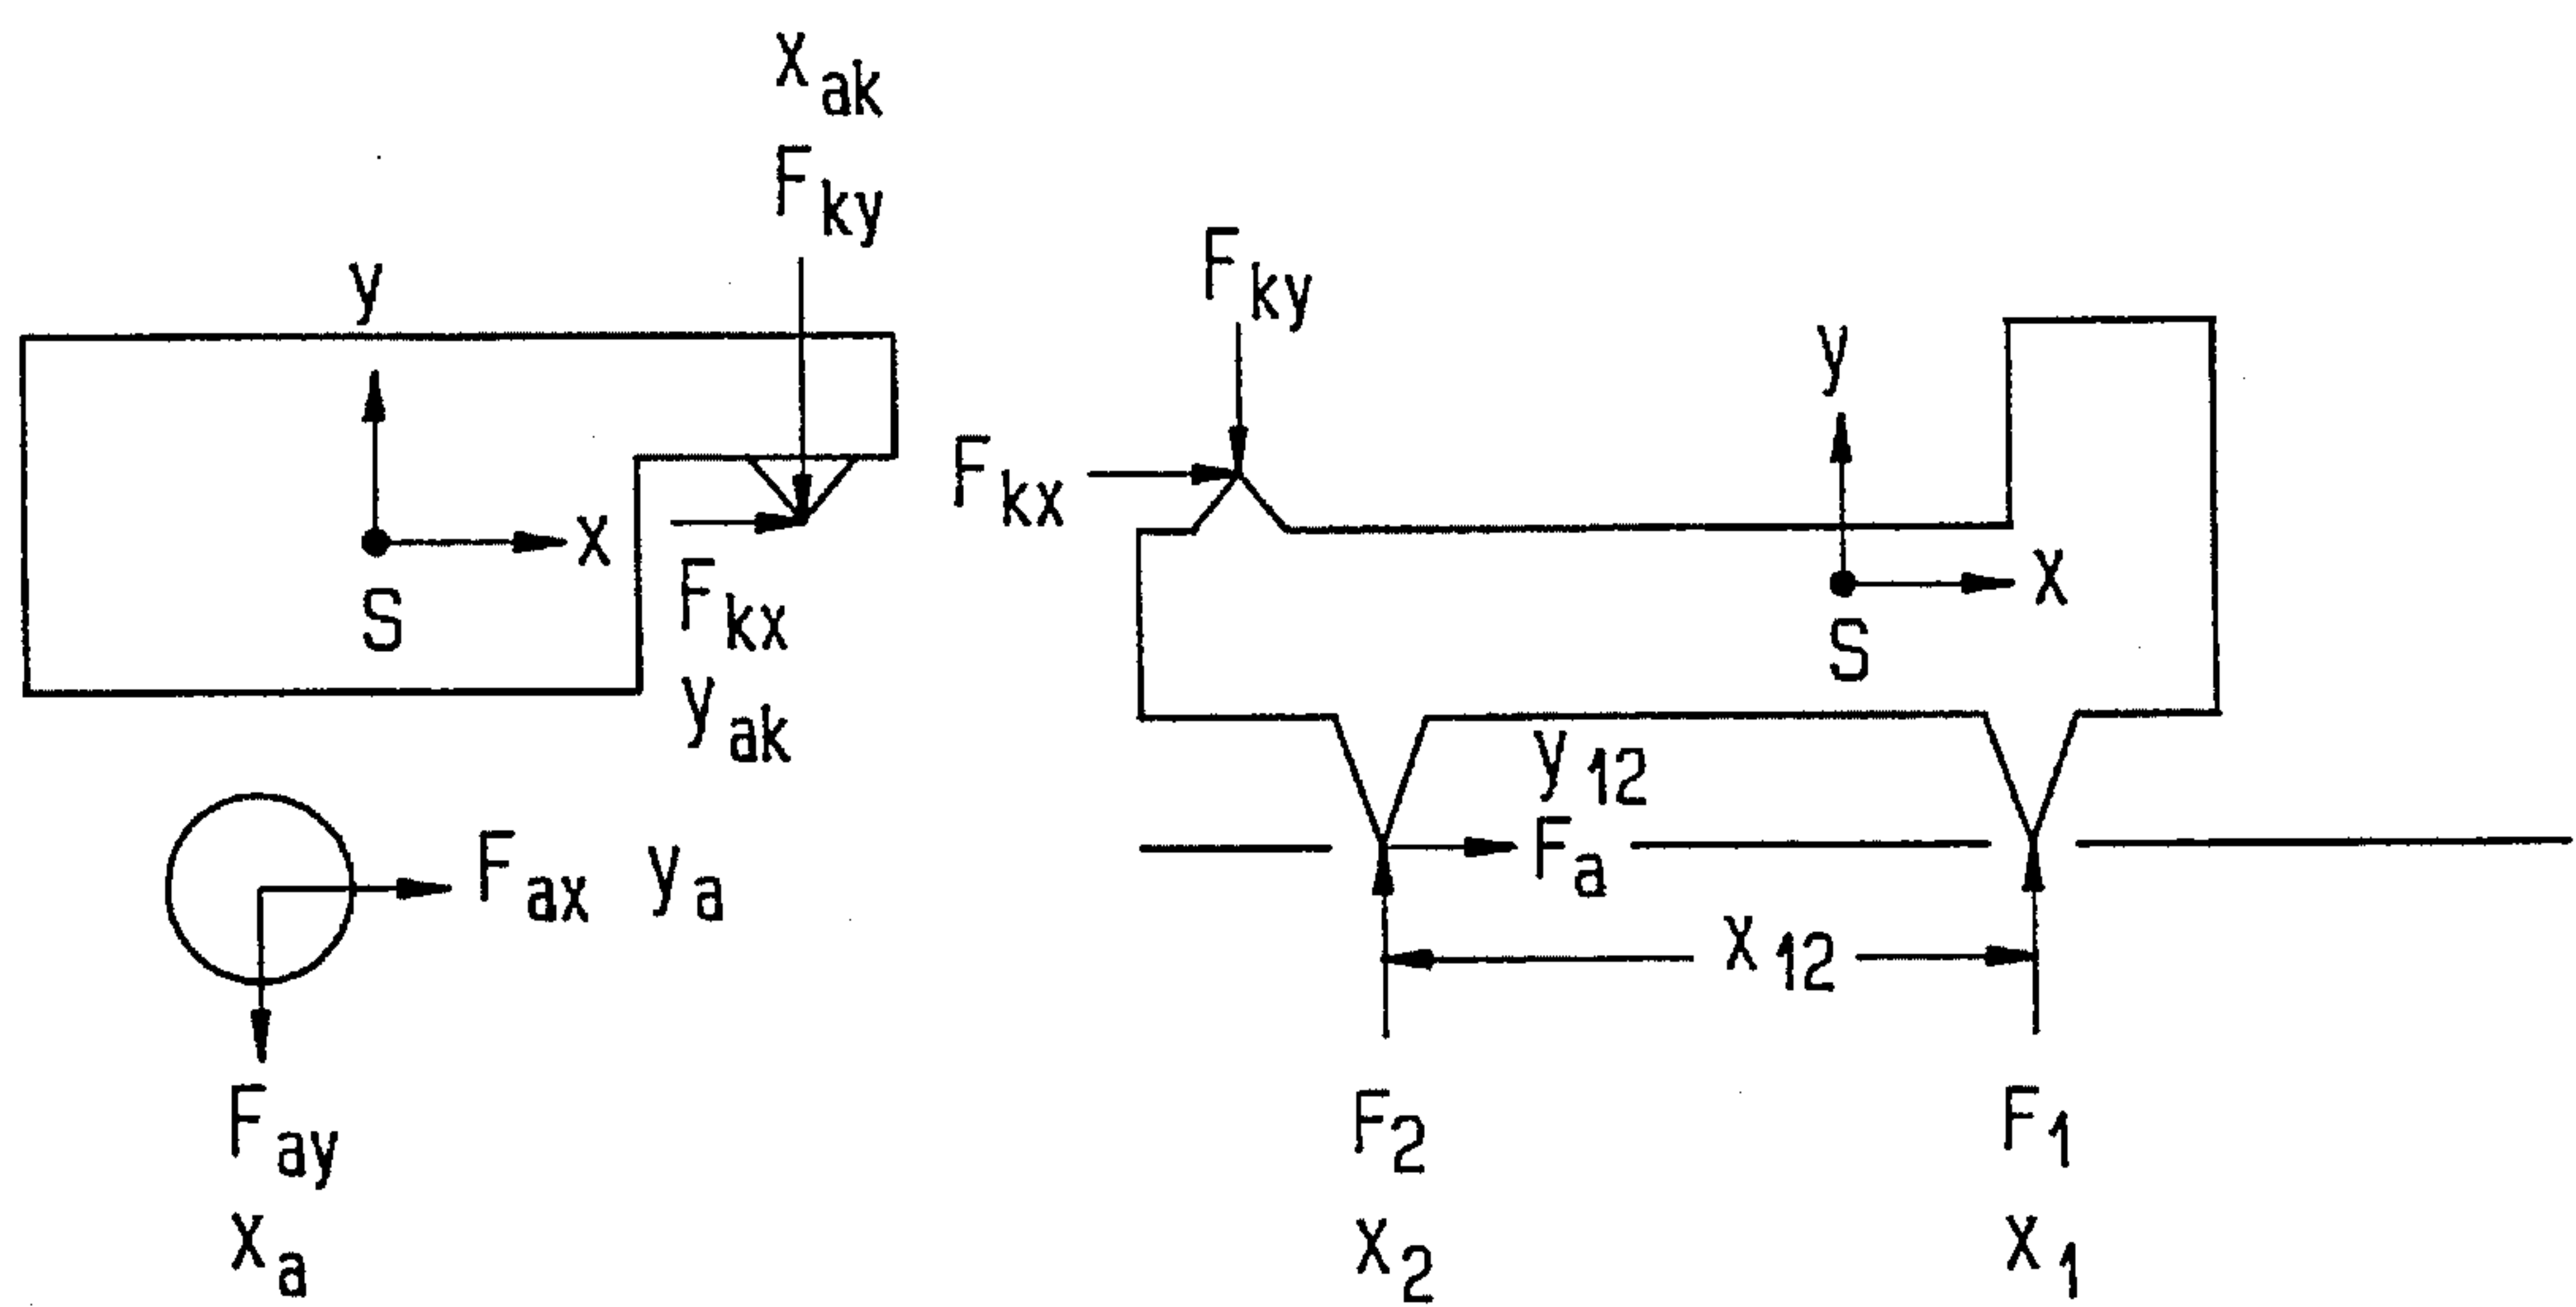 x_ak
F_ky
y
x
S
F_kx
y_ak
F_ax y_a
F_ay
x_a
F_ky
F_kx
y
x
S
y_12
F_a
x_12
F_2
x_2
F_1
x_1